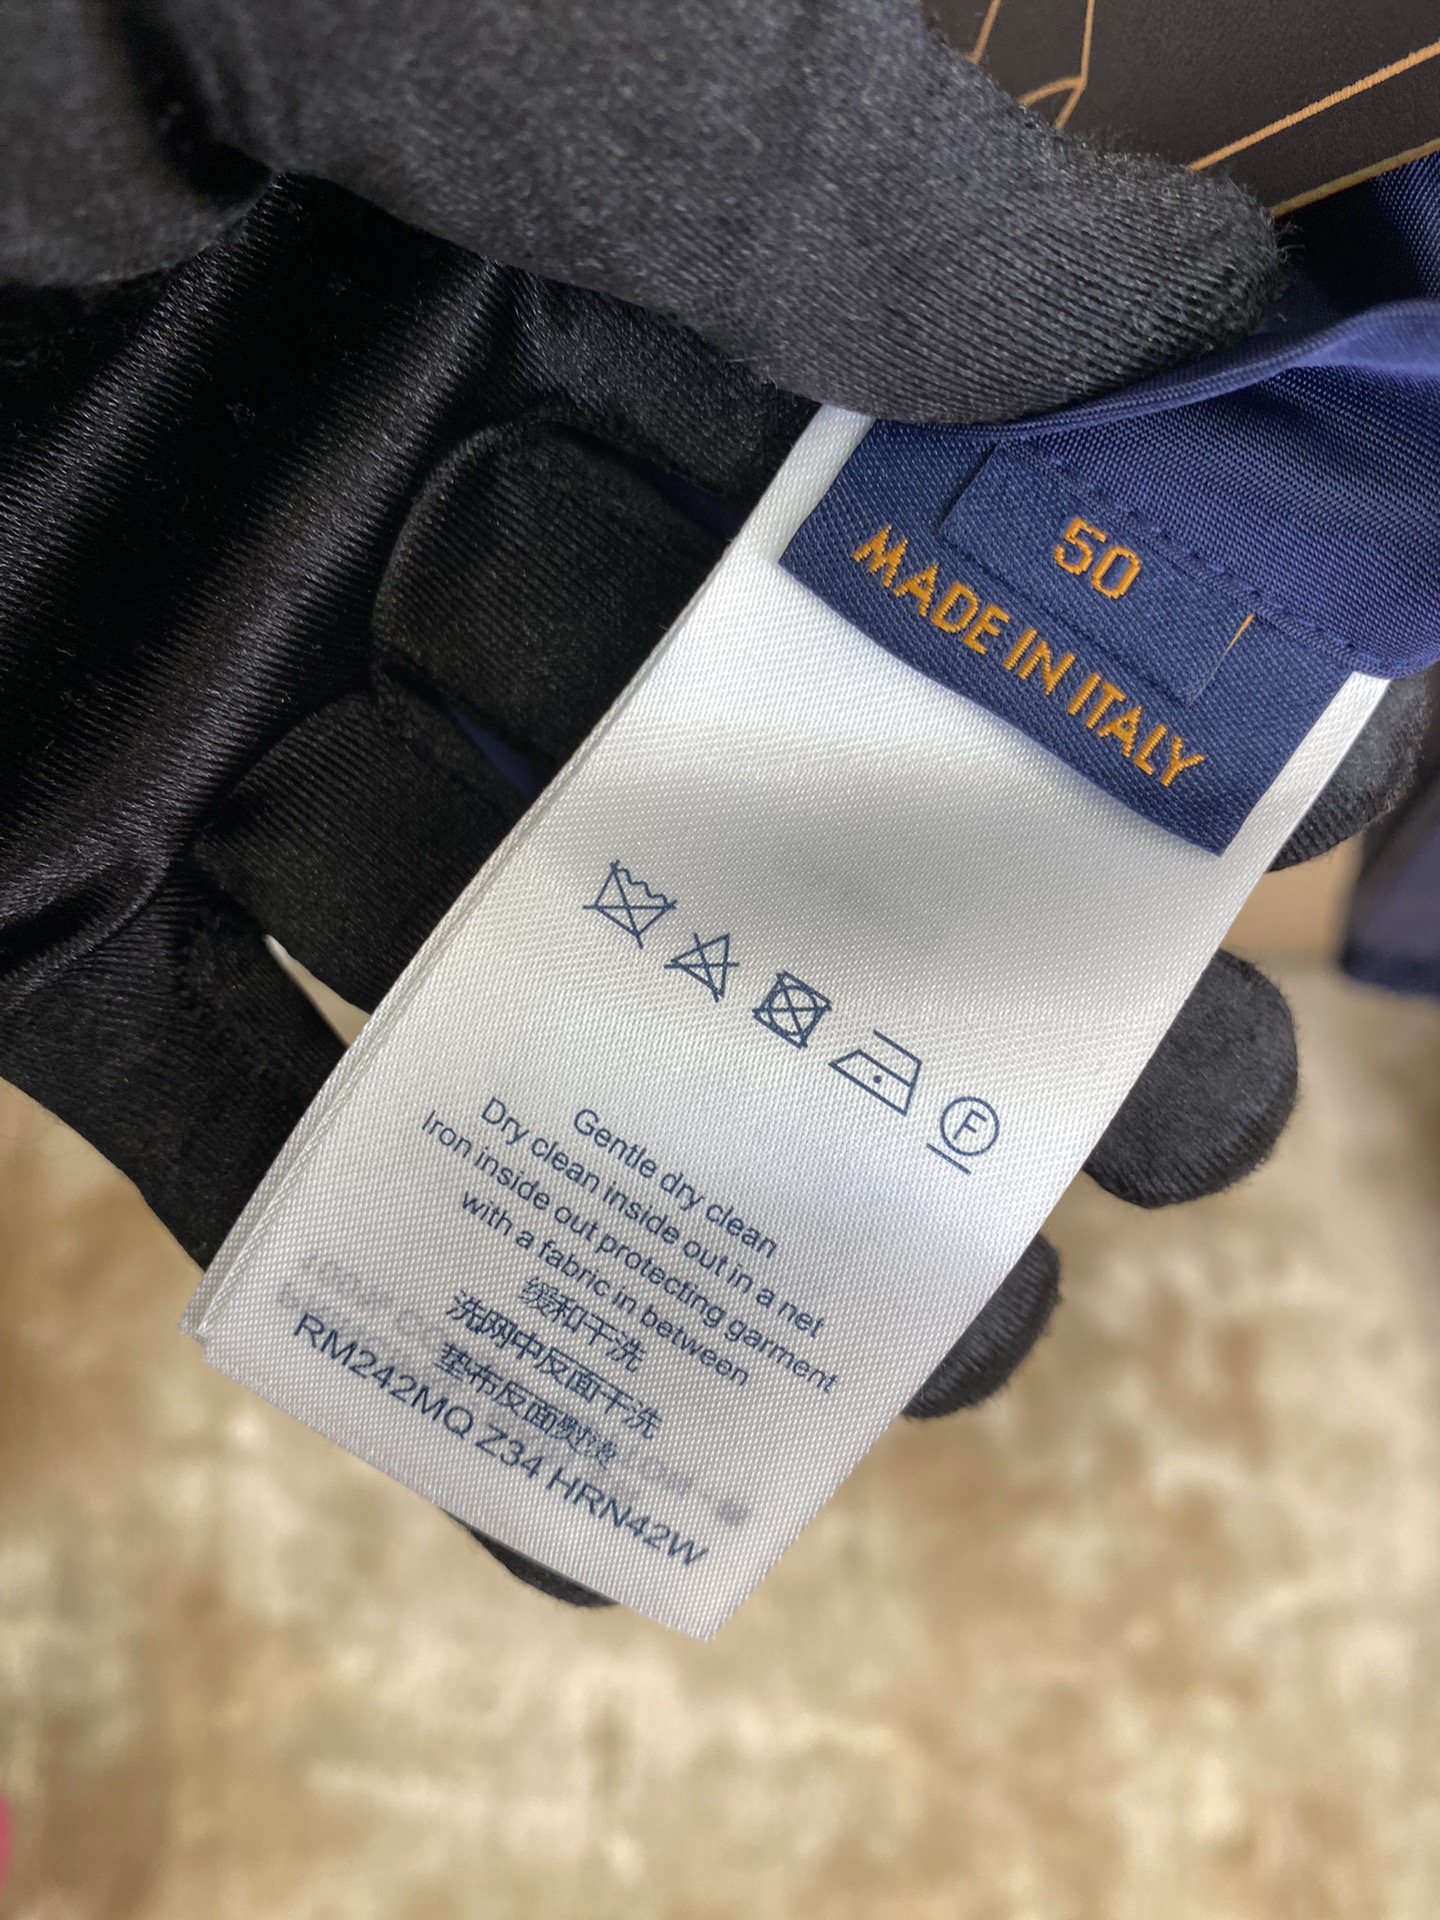 50
MADE IN ITALY
F
Gentle dry clean
Dry clean inside out in a net
Iron inside out protecting garment
with a fabric in between
缓和干洗
洗网中反面干洗
垫布反面熨烫
RM242MQ Z34 HRN42W